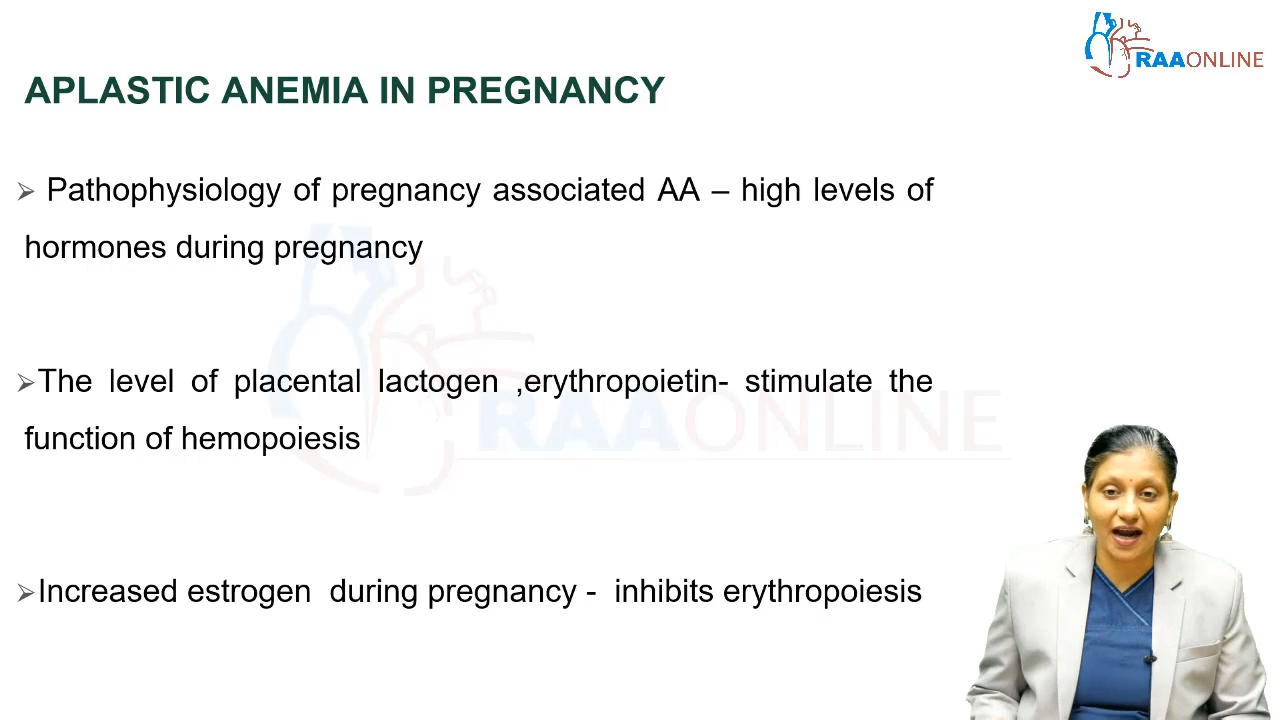 RAAONLINE
APLASTIC ANEMIA IN PREGNANCY
➢ Pathophysiology of pregnancy associated AA – high levels of
hormones during pregnancy
➢The level of placental lactogen ,erythropoietin- stimulate the
function of hemopoiesis
RAAONLINE
➢Increased estrogen during pregnancy - inhibits erythropoiesis